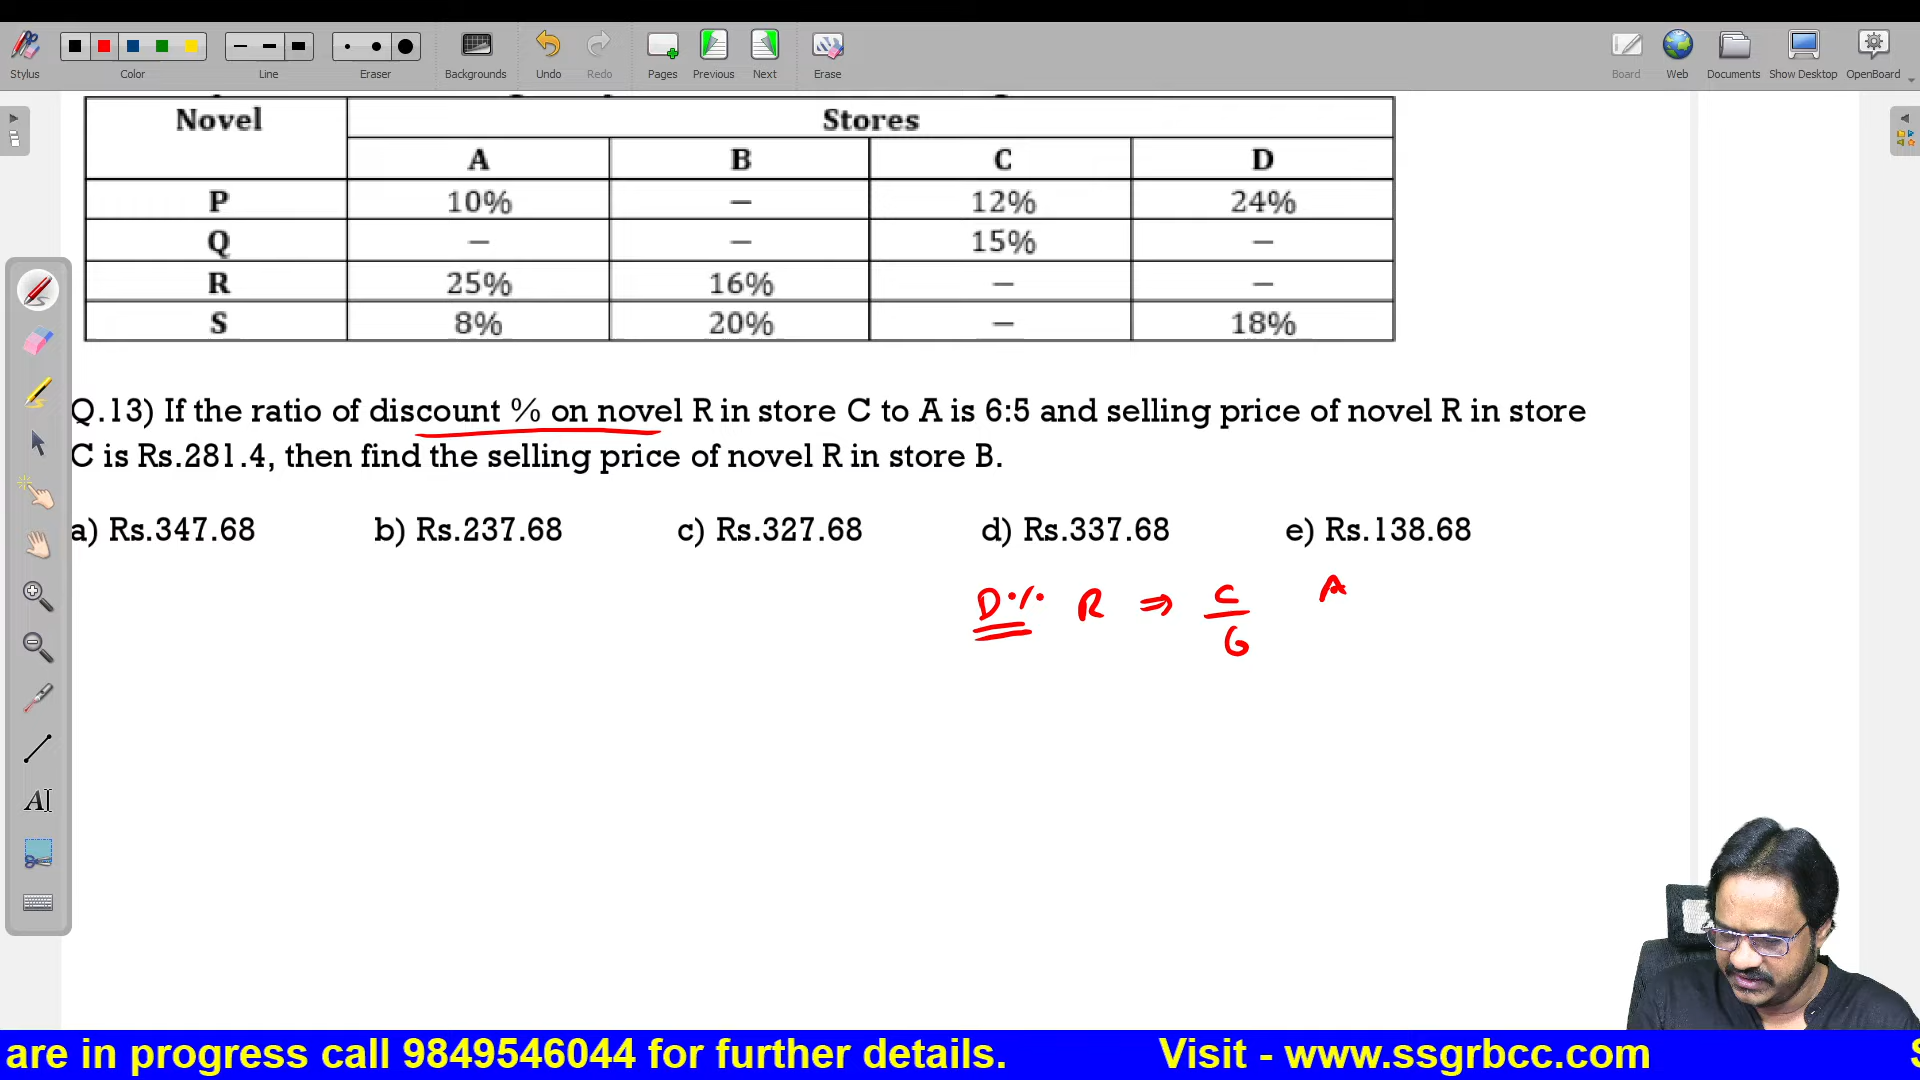 Stylus Color Line Eraser Backgrounds Undo Redo Pages Previous Next Erase Board Web Documents Show Desktop OpenBoard
Novel Stores
A B C D
P 10% – 12% 24%
Q – – 15% –
R 25% 16% – –
S 8% 20% – 18%
Q.13) If the ratio of discount % on novel R in store C to A is 6:5 and selling price of novel R in store
C is Rs.281.4, then find the selling price of novel R in store B.
a) Rs.347.68 b) Rs.237.68 c) Rs.327.68 d) Rs.337.68 e) Rs.138.68
D% R ⇒ C A
6
are in progress call 9849546044 for further details. Visit - www.ssgrbcc.com